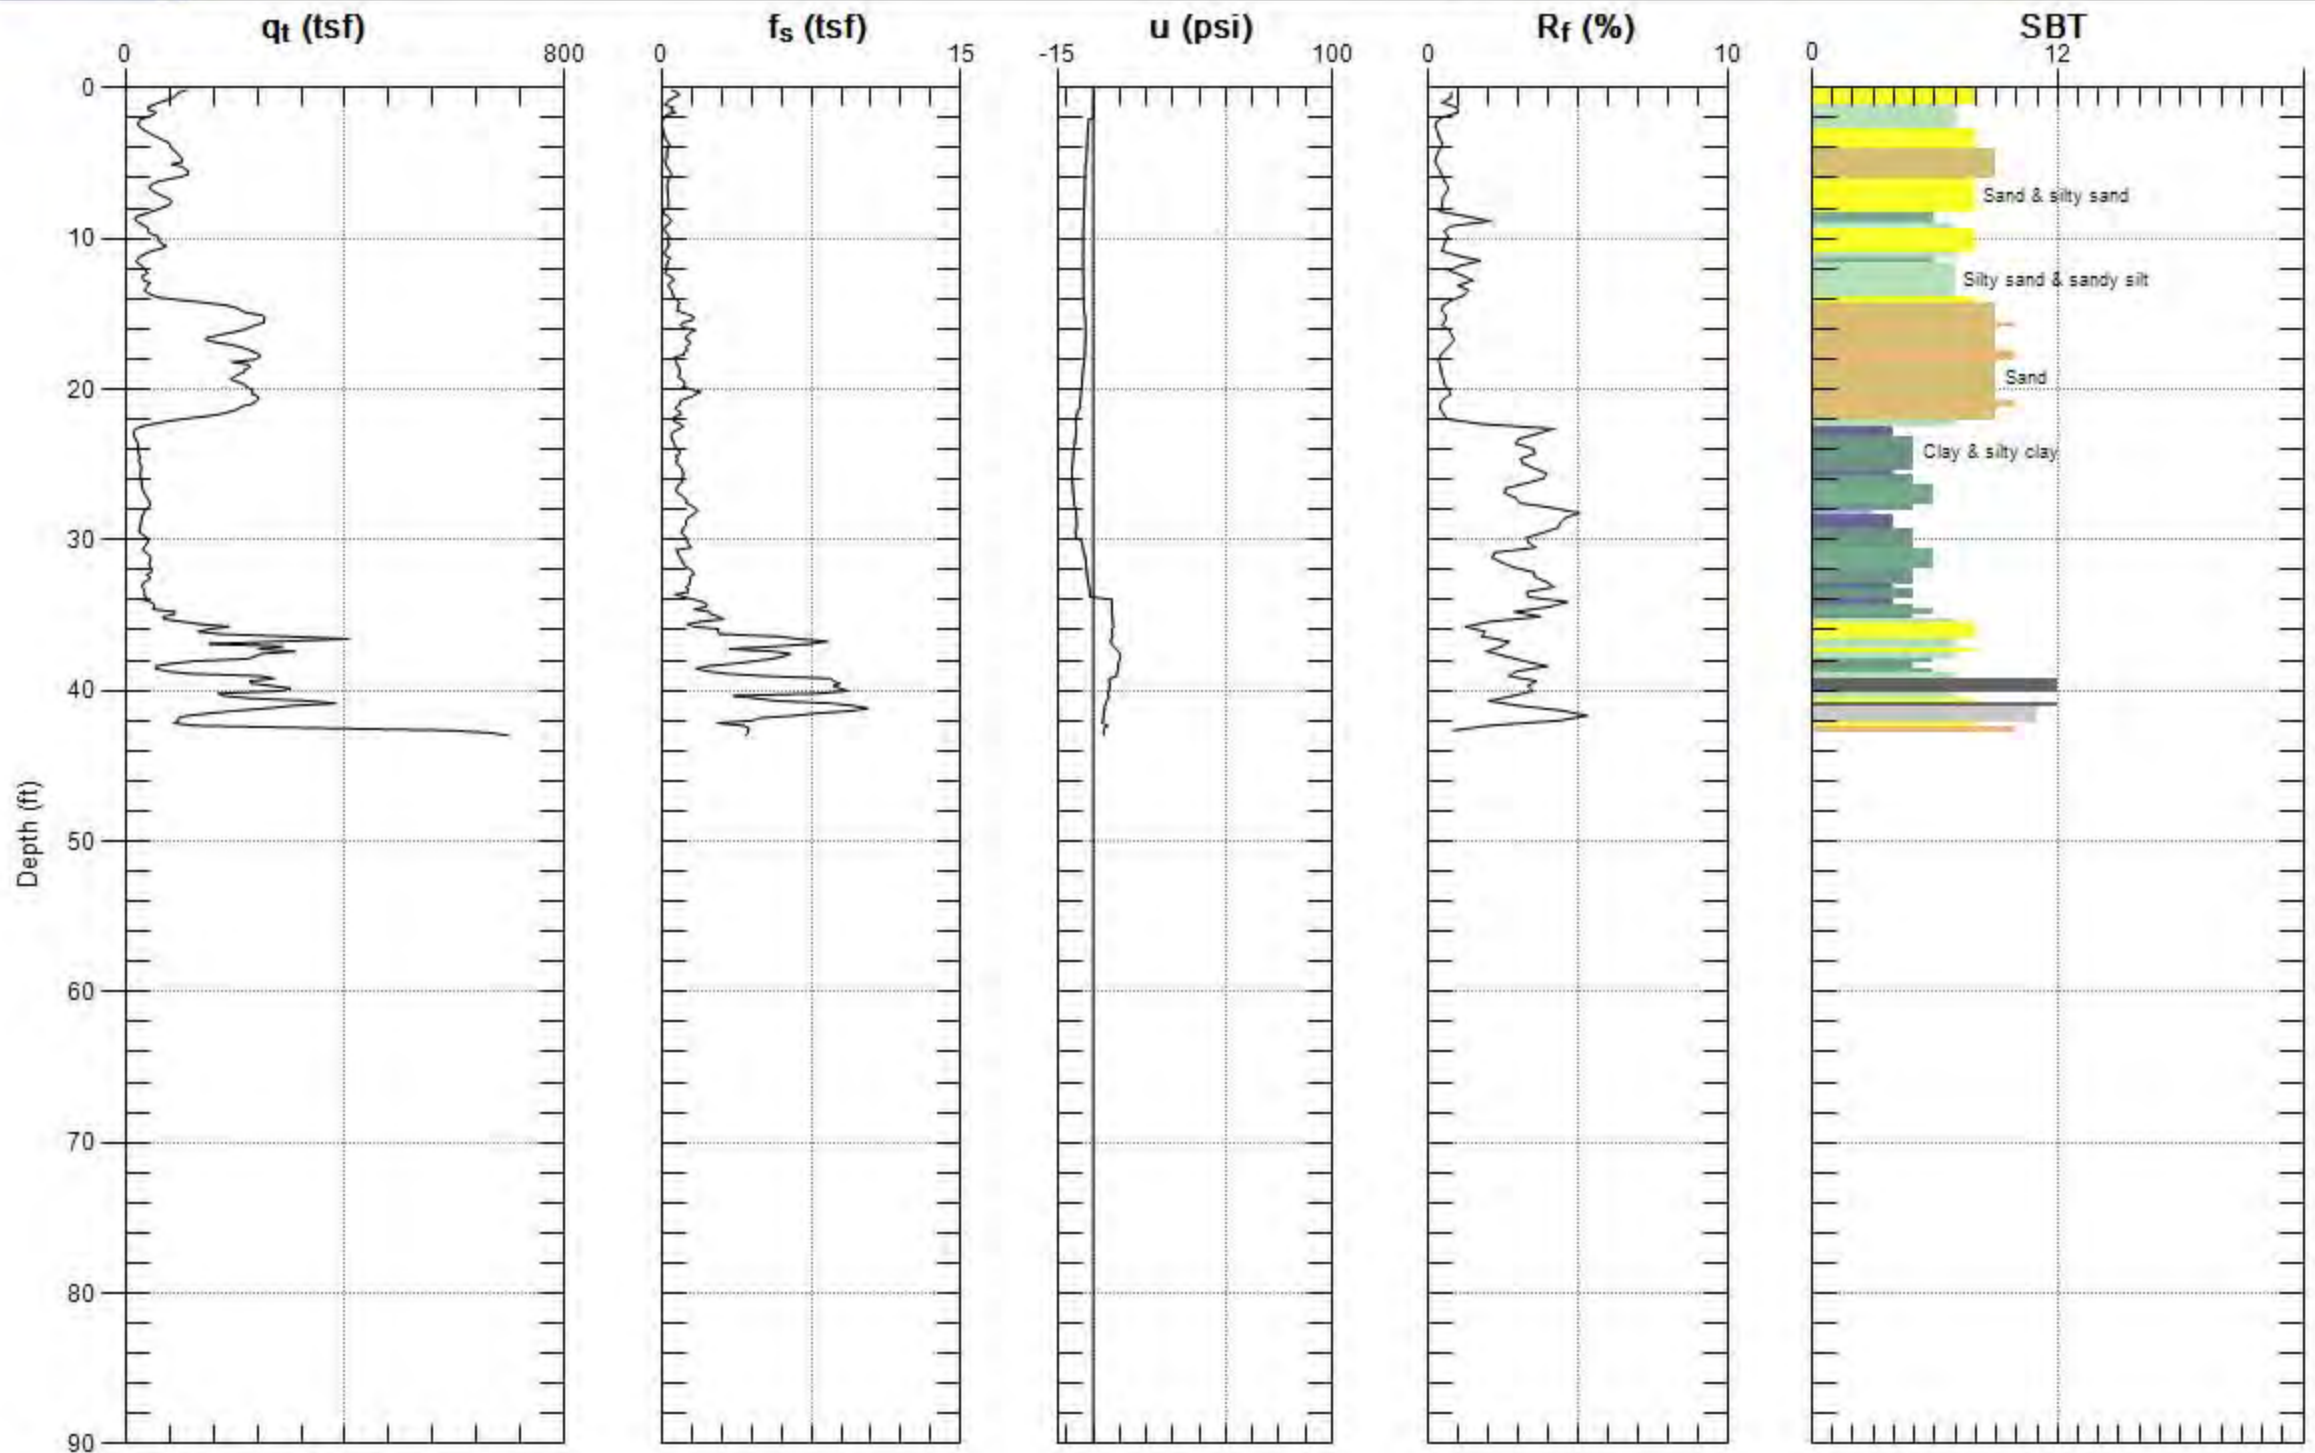 qt (tsf) fs (tsf) u (psi) Rf (%) SBT
0 800 0 15 -15 100 0 10 0 12
0
Sand & silty sand
10
Silty sand & sandy silt
Sand
20
Clay & silty clay
30
40
Depth (ft)
50
60
70
80
90